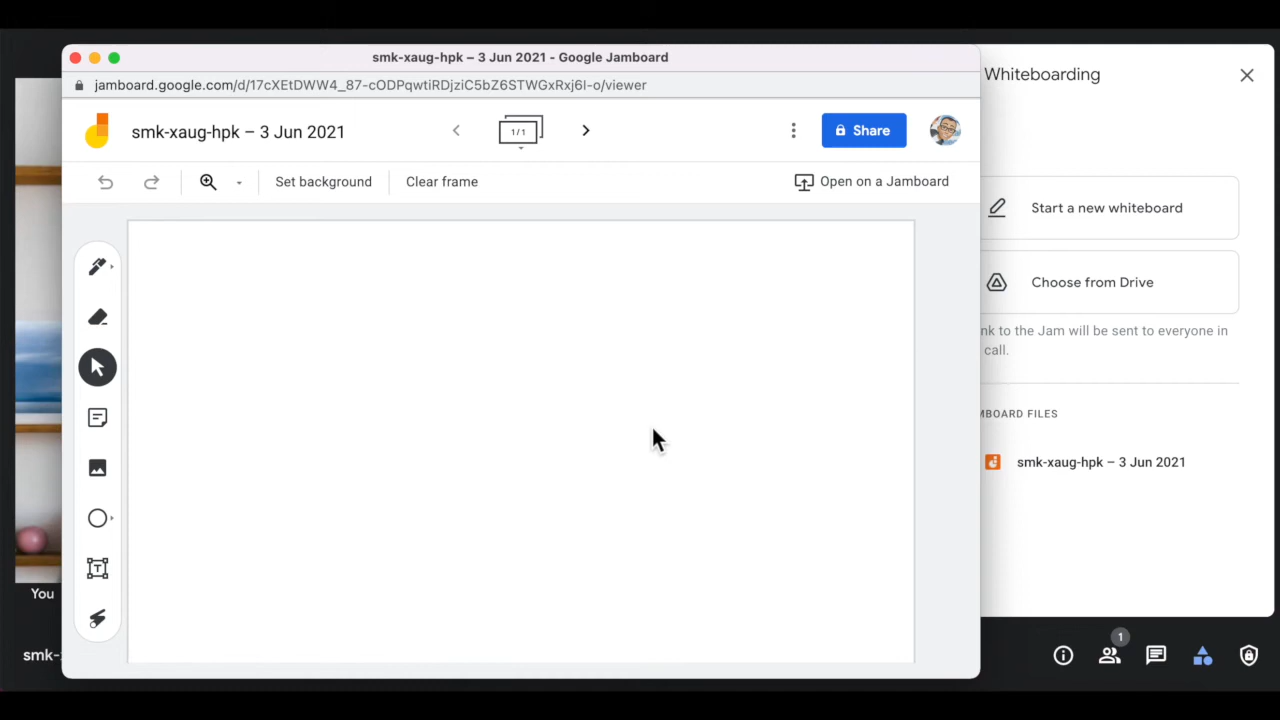 smk-xaug-hpk – 3 Jun 2021 - Google Jamboard
jamboard.google.com/d/17cXEtDWW4_87-cODPqwtiRDjziC5bZ6STWGxRxj6I-o/viewer
smk-xaug-hpk – 3 Jun 2021
1/1
Share
Set background
Clear frame
Open on a Jamboard
Whiteboarding
Start a new whiteboard
Choose from Drive
nk to the Jam will be sent to everyone in
call.
MBOARD FILES
smk-xaug-hpk – 3 Jun 2021
You
smk-
1